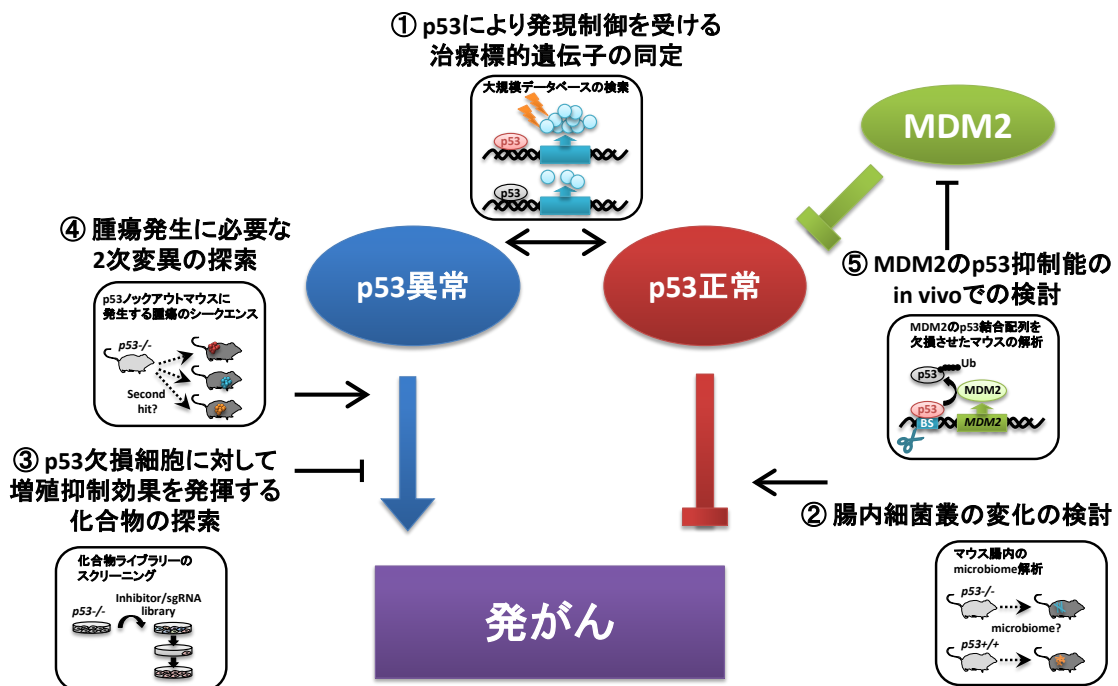 ① p53により発現制御を受ける
治療標的遺伝子の同定
大規模データベースの検索
p53
p53
MDM2
④ 腫瘍発生に必要な
2次変異の探索
p53ノックアウトマウスに
発生する腫瘍のシークエンス
p53-/-
Second
hit?
p53異常
p53正常
⑤ MDM2のp53抑制能の
in vivoでの検討
MDM2のp53結合配列を
欠損させたマウスの解析
Ub
p53
MDM2
p53
BS
MDM2
③ p53欠損細胞に対して
増殖抑制効果を発揮する
化合物の探索
化合物ライブラリーの
スクリーニング
p53-/-
Inhibitor/sgRNA
library
発がん
② 腸内細菌叢の変化の検討
マウス腸内の
microbiome解析
p53-/-
microbiome?
p53+/+